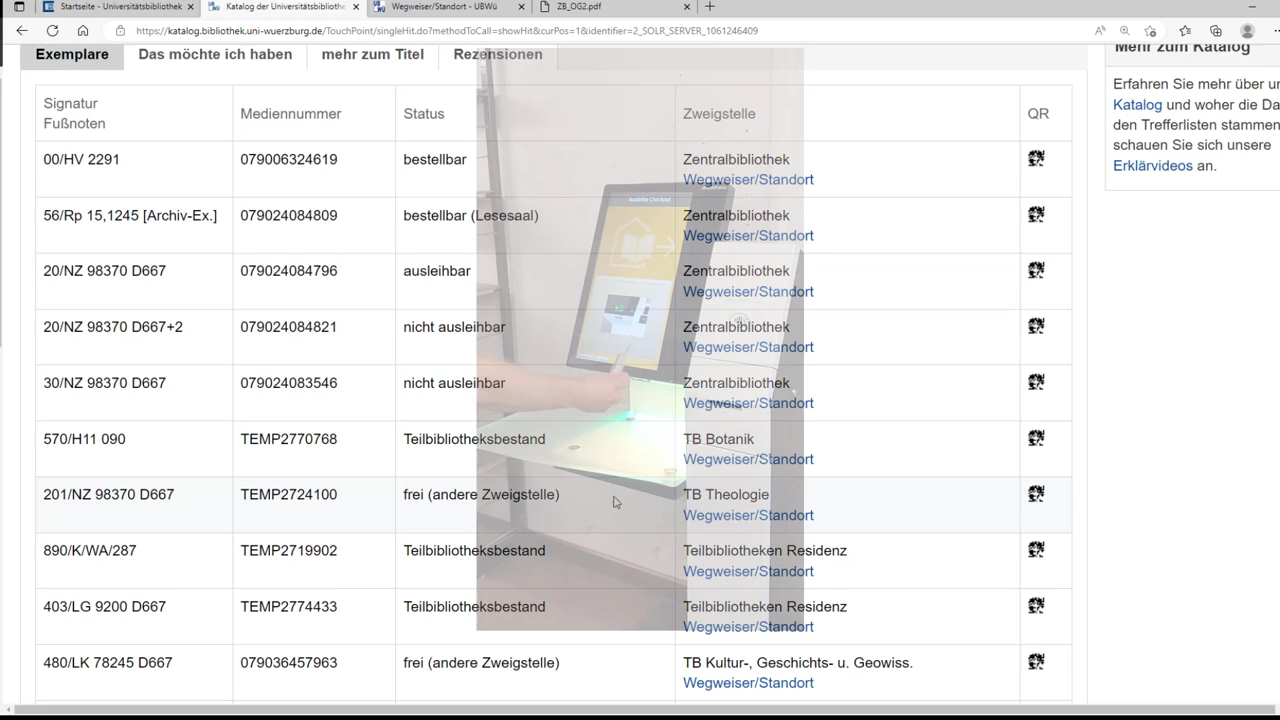 Startseite - Universitätsbibliothek
Katalog der Universitätsbibliothe
Wegweiser/Standort - UBWü
ZB_OG2.pdf
https://katalog.bibliothek.uni-wuerzburg.de/TouchPoint/singleHit.do?methodToCall=showHit&curPos=1&identifier=2_SOLR_SERVER_1061246409
Exemplare
Das möchte ich haben
mehr zum Titel
Rezensionen
Signatur
Fußnoten
Mediennummer
Status
Zweigstelle
QR
00/HV 2291
079006324619
bestellbar
Zentralbibliothek
Wegweiser/Standort
56/Rp 15,1245 [Archiv-Ex.]
079024084809
bestellbar (Lesesaal)
Zentralbibliothek
Wegweiser/Standort
20/NZ 98370 D667
079024084796
ausleihbar
Zentralbibliothek
Wegweiser/Standort
20/NZ 98370 D667+2
079024084821
nicht ausleihbar
Zentralbibliothek
Wegweiser/Standort
30/NZ 98370 D667
079024083546
nicht ausleihbar
Zentralbibliothek
Wegweiser/Standort
570/H11 090
TEMP2770768
Teilbibliotheksbestand
TB Botanik
Wegweiser/Standort
201/NZ 98370 D667
TEMP2724100
frei (andere Zweigstelle)
TB Theologie
Wegweiser/Standort
890/K/WA/287
TEMP2719902
Teilbibliotheksbestand
Teilbibliotheken Residenz
Wegweiser/Standort
403/LG 9200 D667
TEMP2774433
Teilbibliotheksbestand
Teilbibliotheken Residenz
Wegweiser/Standort
480/LK 78245 D667
079036457963
frei (andere Zweigstelle)
TB Kultur-, Geschichts- u. Geowiss.
Wegweiser/Standort
Mehr zum Katalog
Erfahren Sie mehr über un
Katalog und woher die Da
den Trefferlisten stammen
schauen Sie sich unsere
Erklärvideos an.
Ausleihe Checkout